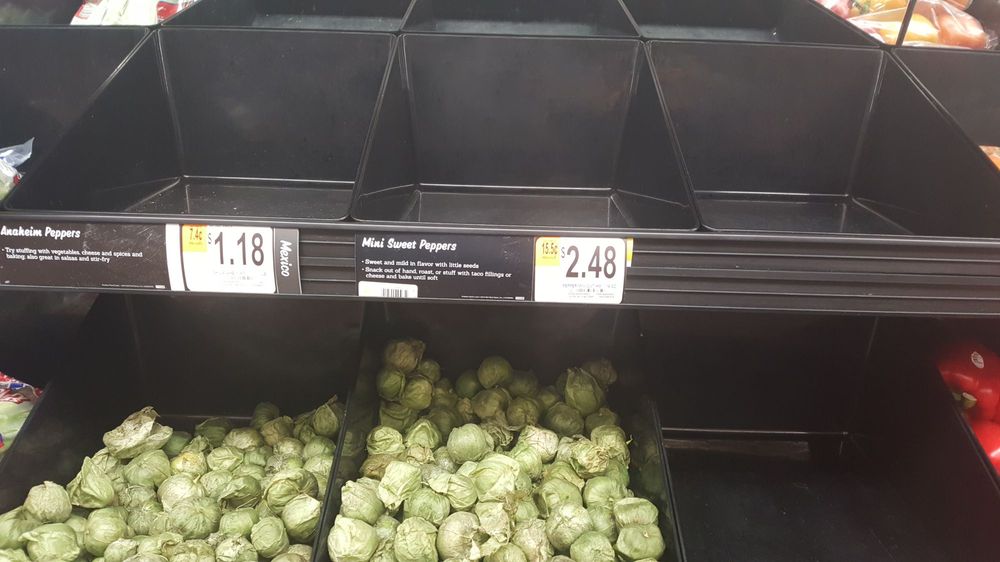 Anaheim Peppers
• Try stuffing with vegetables, cheese and spices and
baking; also great in salsas and stir-fry
7.4¢
$1.18
Mexico
Mini Sweet Peppers
• Sweet and mild in flavor with little seeds
• Snack out of hand, roast, or stuff with taco fillings or
cheese and bake until soft
15.5¢
$2.48